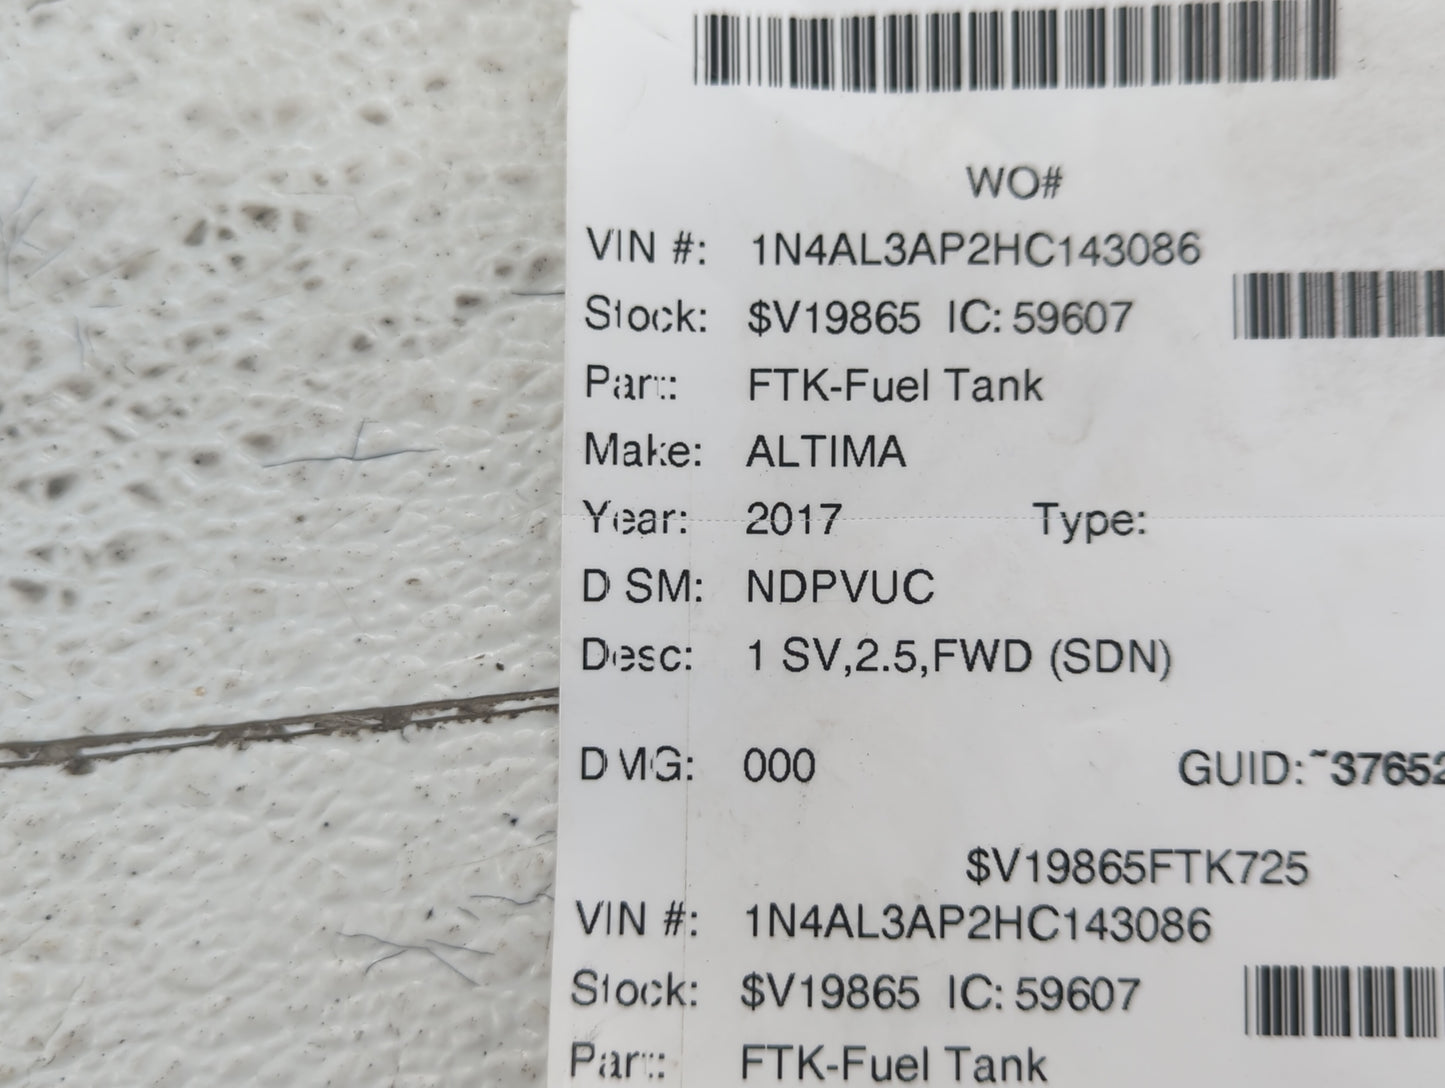 WO#
VIN #: 1N4AL3AP2HC143086
Stock: $V19865 IC: 59607
Part: FTK-Fuel Tank
Make: ALTIMA
Year: 2017 Type:
DSM: NDPVUC
Desc: 1 SV,2.5,FWD (SDN)
DMG: 000 GUID:~37652
$V19865FTK725
VIN #: 1N4AL3AP2HC143086
Stock: $V19865 IC: 59607
Part: FTK-Fuel Tank